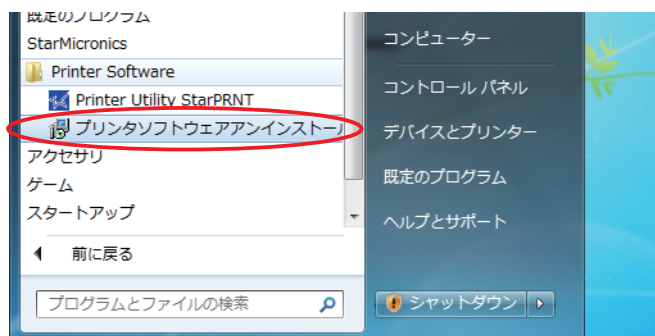 既定のプログラム
StarMicronics
Printer Software
Printer Utility StarPRNT
プリンタソフトウェアアンインストール
アクセサリ
ゲーム
スタートアップ
前に戻る
プログラムとファイルの検索
コンピューター
コントロール パネル
デバイスとプリンター
既定のプログラム
ヘルプとサポート
シャットダウン